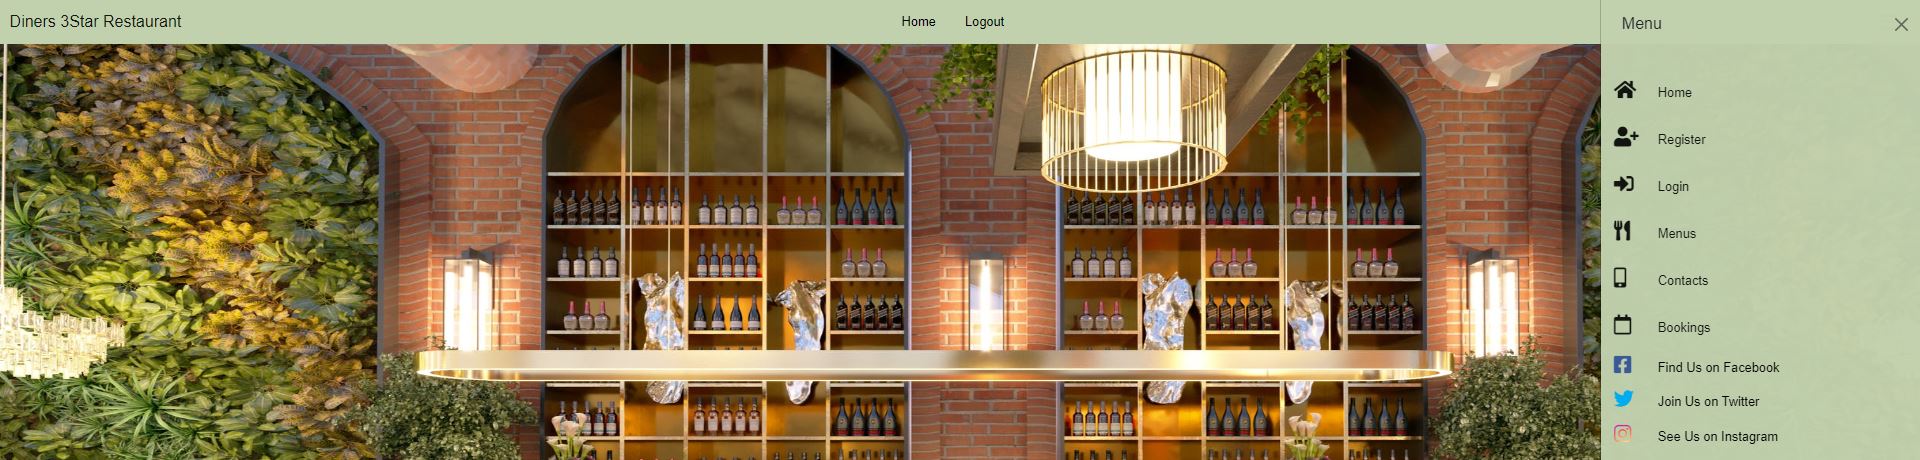 Diners 3Star Restaurant
Home Logout
Menu
Home
Register
Login
Menus
Contacts
Bookings
Find Us on Facebook
Join Us on Twitter
See Us on Instagram